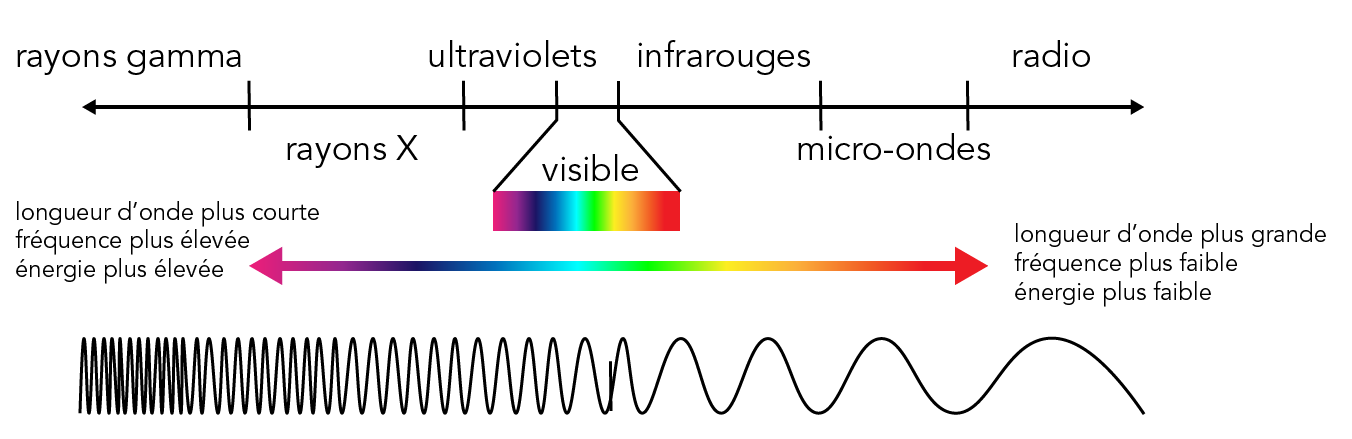 rayons gamma
ultraviolets
infrarouges
radio
rayons X
micro-ondes
visible
longueur d’onde plus courte
fréquence plus élevée
énergie plus élevée
longueur d’onde plus grande
fréquence plus faible
énergie plus faible